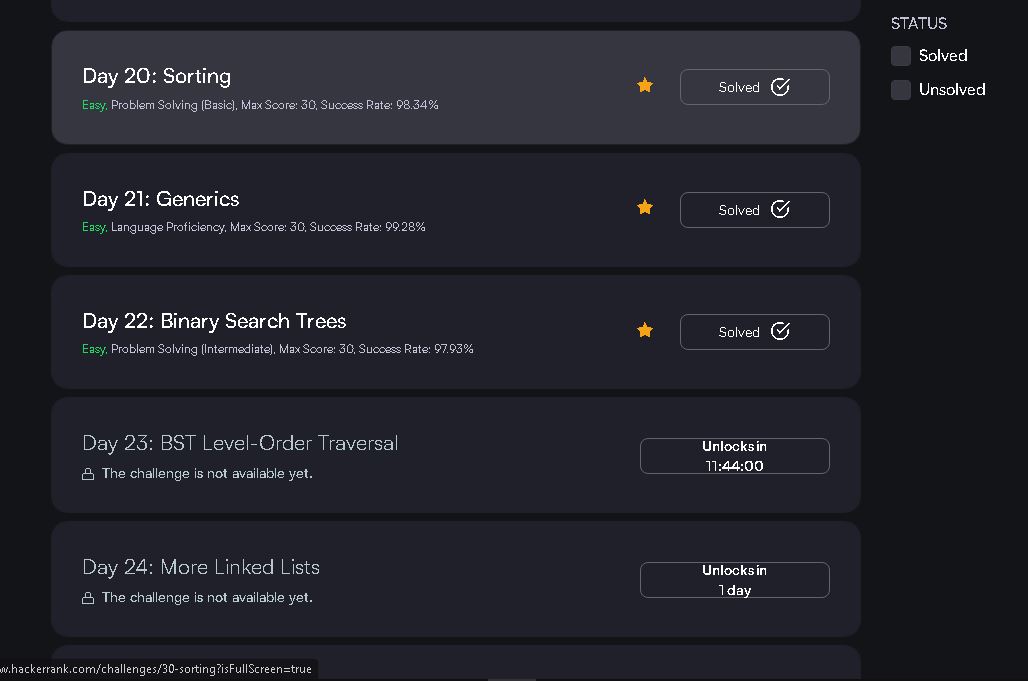 STATUS
Solved
Unsolved
Day 20: Sorting
Easy, Problem Solving (Basic), Max Score: 30, Success Rate: 98.34%
Solved
Day 21: Generics
Easy, Language Proficiency, Max Score: 30, Success Rate: 99.28%
Solved
Day 22: Binary Search Trees
Easy, Problem Solving (Intermediate), Max Score: 30, Success Rate: 97.93%
Solved
Day 23: BST Level-Order Traversal
The challenge is not available yet.
Unlocks in
11:44:00
Day 24: More Linked Lists
The challenge is not available yet.
Unlocks in
1 day
w.hackerrank.com/challenges/30-sorting?isFullScreen=true